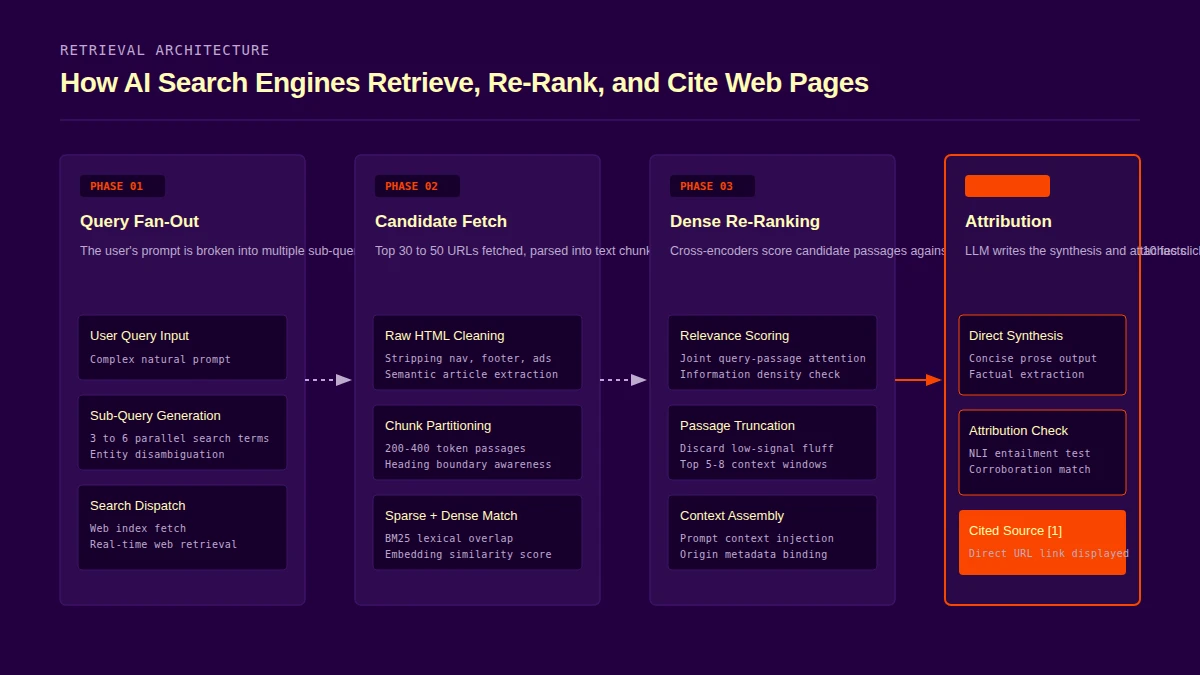 RETRIEVAL ARCHITECTURE
How AI Search Engines Retrieve, Re-Rank, and Cite Web Pages
PHASE 01
Query Fan-Out
The user's prompt is broken into multiple
User Query Input
Complex natural prompt
Sub-Query Generation
3 to 6 parallel search terms
Entity disambiguation
Search Dispatch
Web index fetch
Real-time web retrieval
PHASE 02
Candidate Fetch
Top 30 to 50 URLs fetched, parsed into text
Raw HTML Cleaning
Stripping nav, footer, ads
Semantic article extraction
Chunk Partitioning
200-400 token passages
Heading boundary awareness
Sparse + Dense Match
BM25 lexical overlap
Embedding similarity score
PHASE 03
Dense Re-Ranking
Cross-encoders score candidate passages
Relevance Scoring
Joint query-passage attention
Information density check
Passage Truncation
Discard low-signal fluff
Top 5-8 context windows
Context Assembly
Prompt context injection
Origin metadata binding
Attribution
LLM writes the synthesis and
Direct Synthesis
Concise prose output
Factual extraction
Attribution Check
NLI entailment test
Corroboration match
Cited Source [1]
Direct URL link displayed